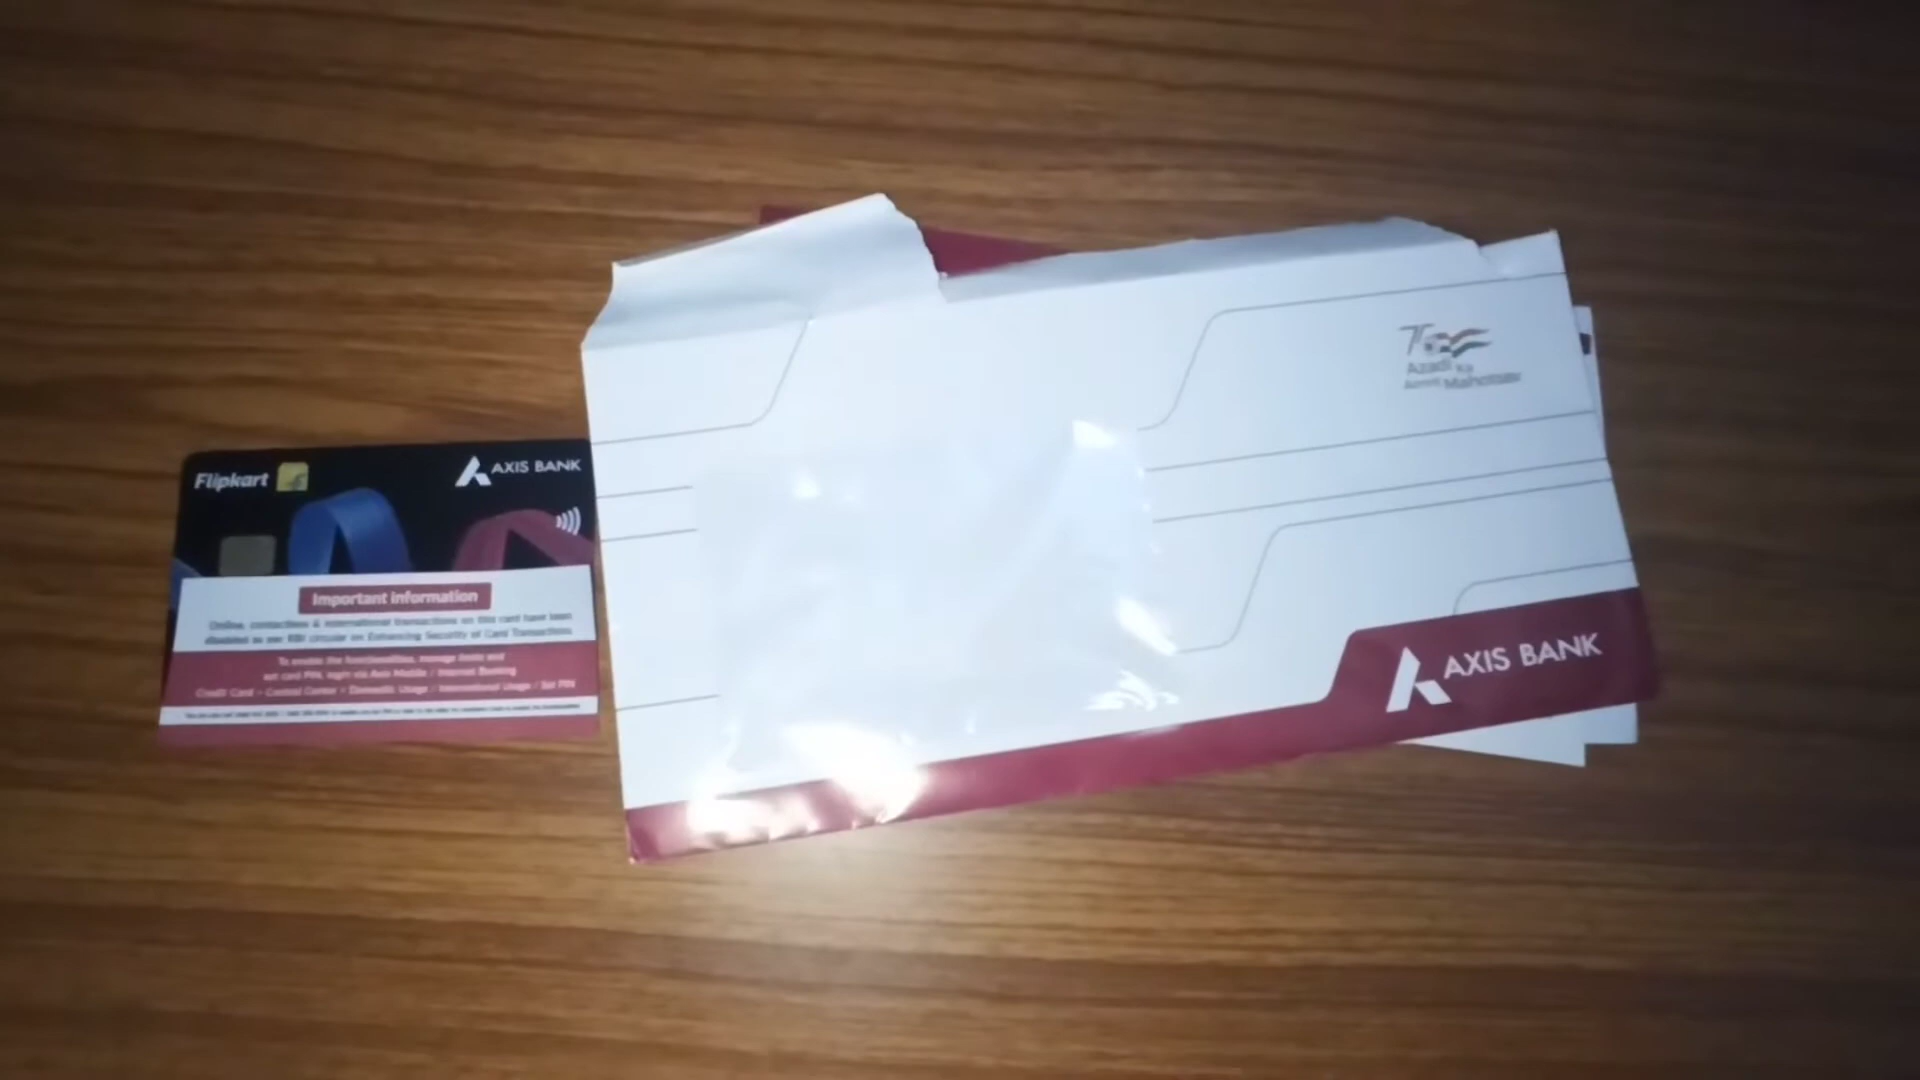 Flipkart
AXIS BANK
Important information
Online, contactless & international transactions on this card have been
disabled as per RBI circular on Enhancing Security of Card Transactions
To enable the functionalities, manage limits and
set card PIN, login via Axis Mobile / Internet Banking
Credit Card > Control Center > Domestic Usage / International Usage / Set PIN
Azadi Ka
Amrit Mahotsav
AXIS BANK